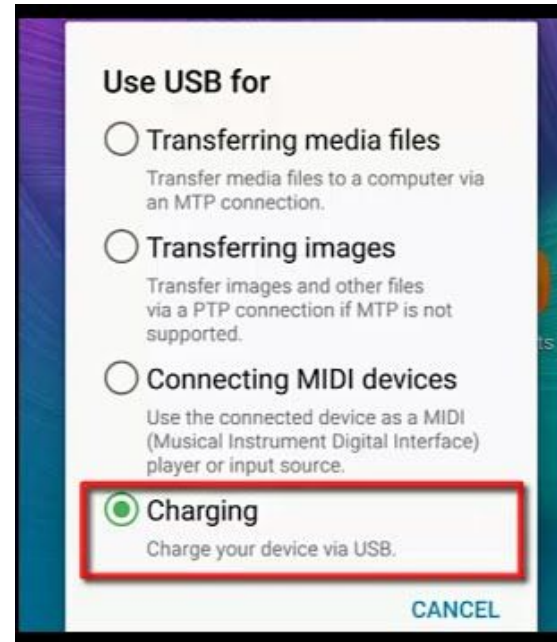 Use USB for
Transferring media files
Transfer media files to a computer via
an MTP connection.
Transferring images
Transfer images and other files
via a PTP connection if MTP is not
supported.
ts
Connecting MIDI devices
Use the connected device as a MIDI
(Musical Instrument Digital Interface)
player or input source.
Charging
Charge your device via USB.
CANCEL